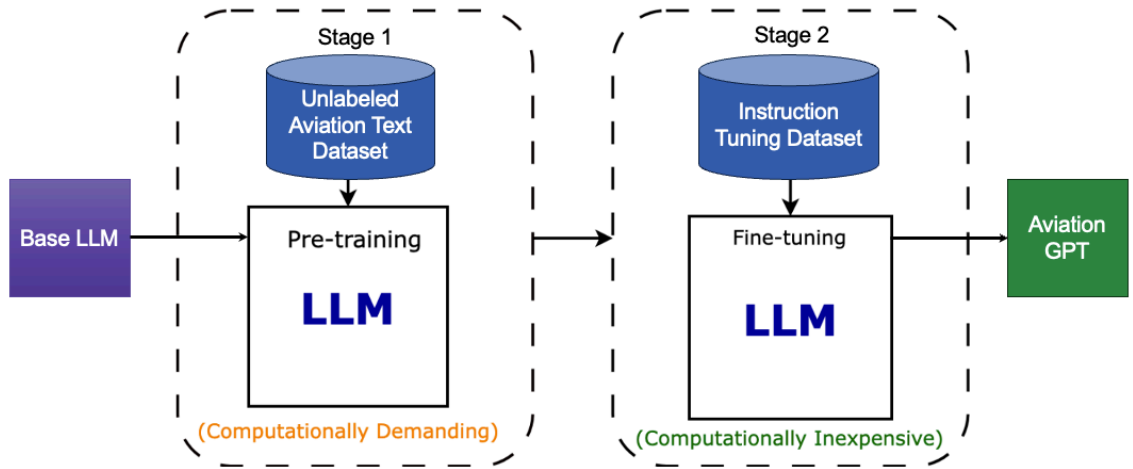 Stage 1
Unlabeled
Aviation Text
Dataset
Base LLM
Pre-training
LLM
(Computationally Demanding)
Stage 2
Instruction
Tuning Dataset
Fine-tuning
LLM
(Computationally Inexpensive)
Aviation
GPT